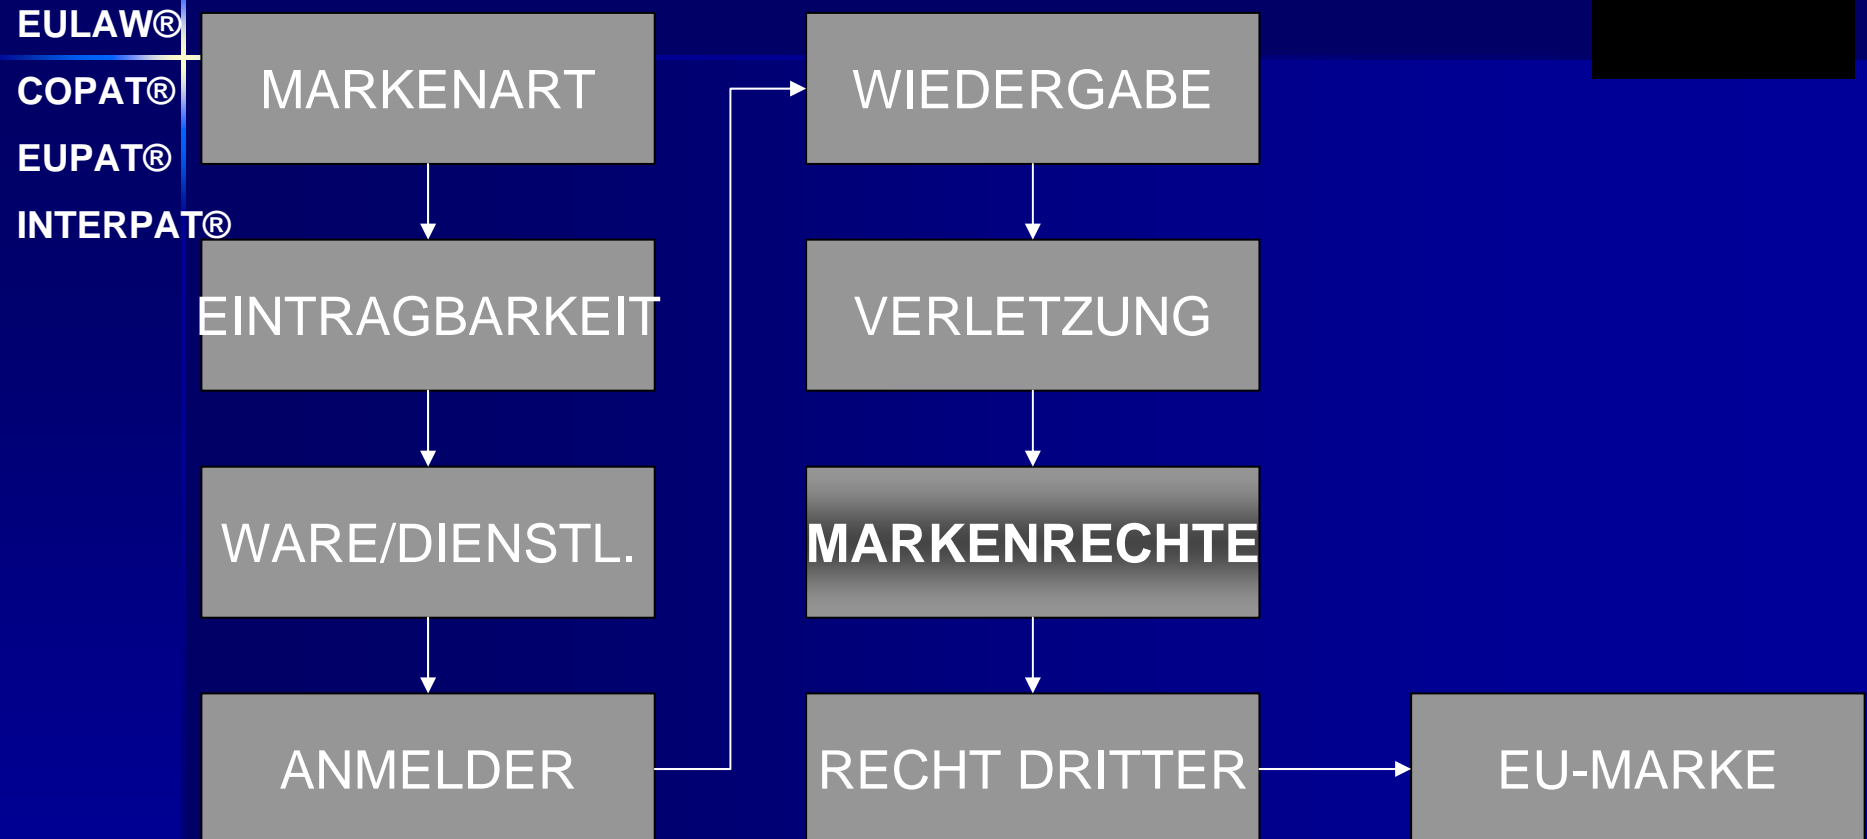 EULAW®
COPAT®
EUPAT®
INTERPAT®
MARKENART
EINTRAGBARKEIT
WARE/DIENSTL.
ANMELDER
WIEDERGABE
VERLETZUNG
MARKENRECHTE
RECHT DRITTER
EU-MARKE